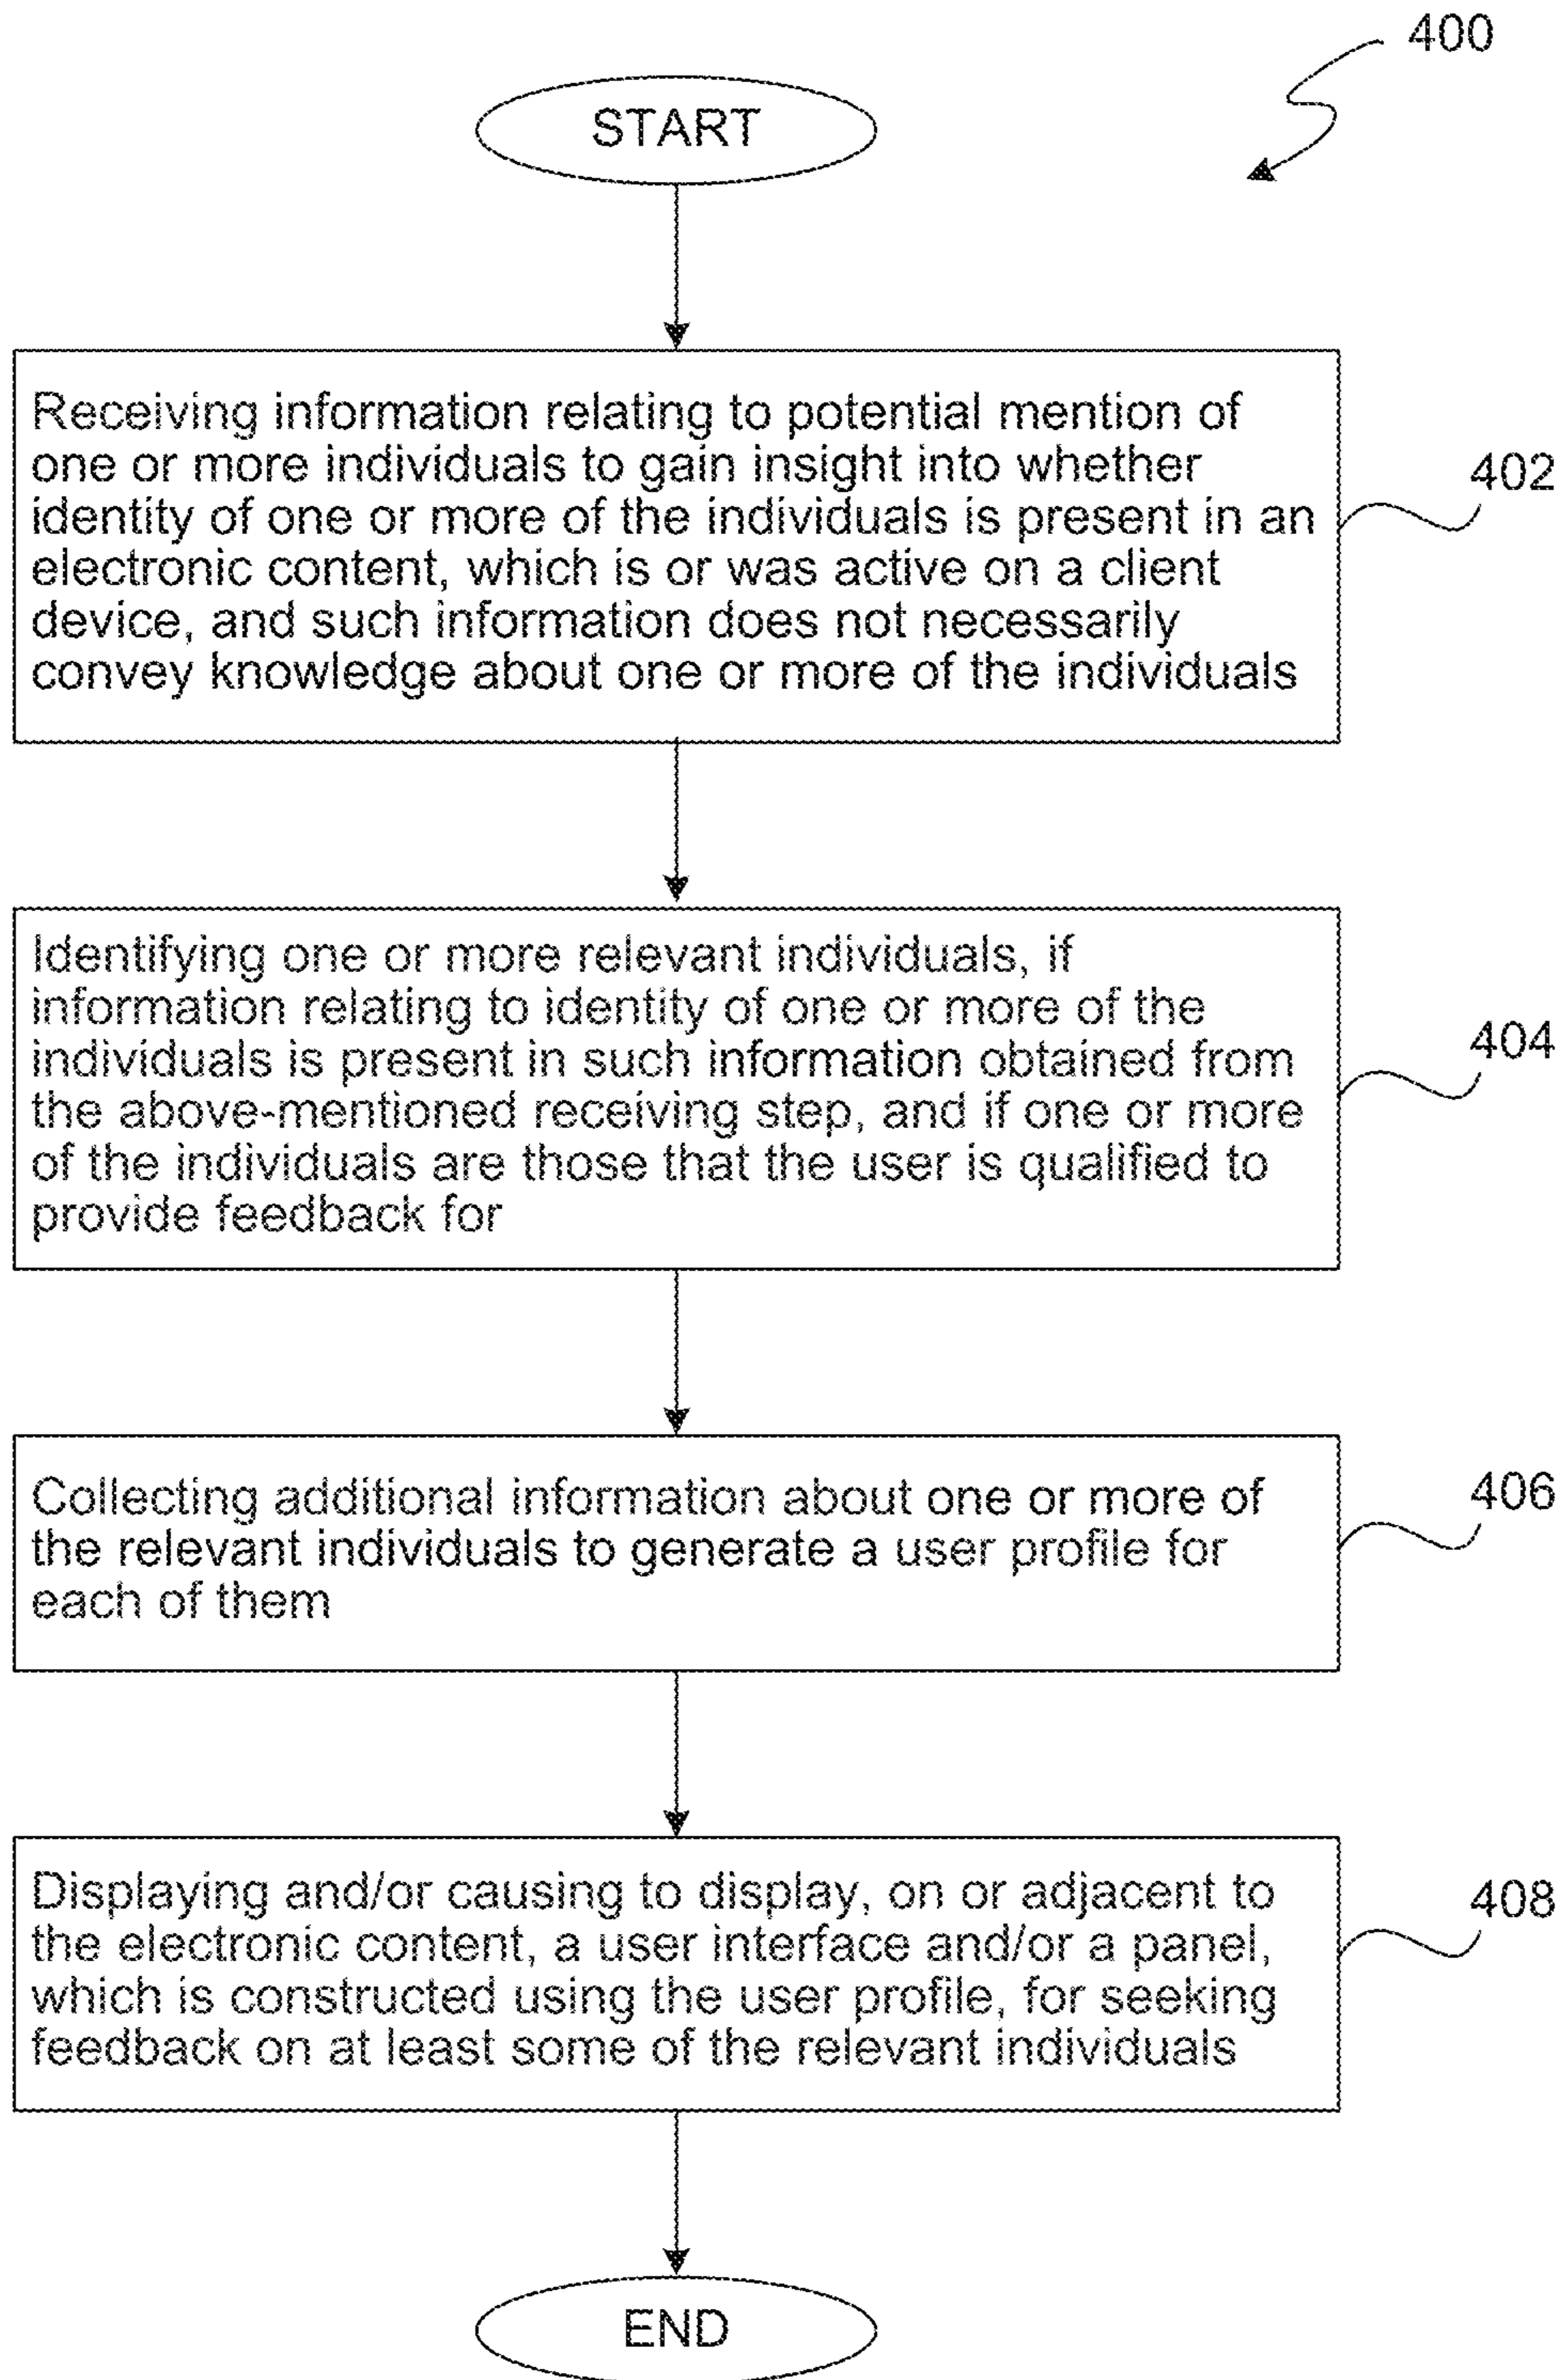 400
START
Receiving information relating to potential mention of
one or more individuals to gain insight into whether
identity of one or more of the individuals is present in an
electronic content, which is or was active on a client
device, and such information does not necessarily
convey knowledge about one or more of the individuals
402
Identifying one or more relevant individuals, if
information relating to identity of one or more of the
individuals is present in such information obtained from
the above-mentioned receiving step, and if one or more
of the individuals are those that the user is qualified to
provide feedback for
404
Collecting additional information about one or more of
the relevant individuals to generate a user profile for
each of them
406
Displaying and/or causing to display, on or adjacent to
the electronic content, a user interface and/or a panel,
which is constructed using the user profile, for seeking
feedback on at least some of the relevant individuals
408
END